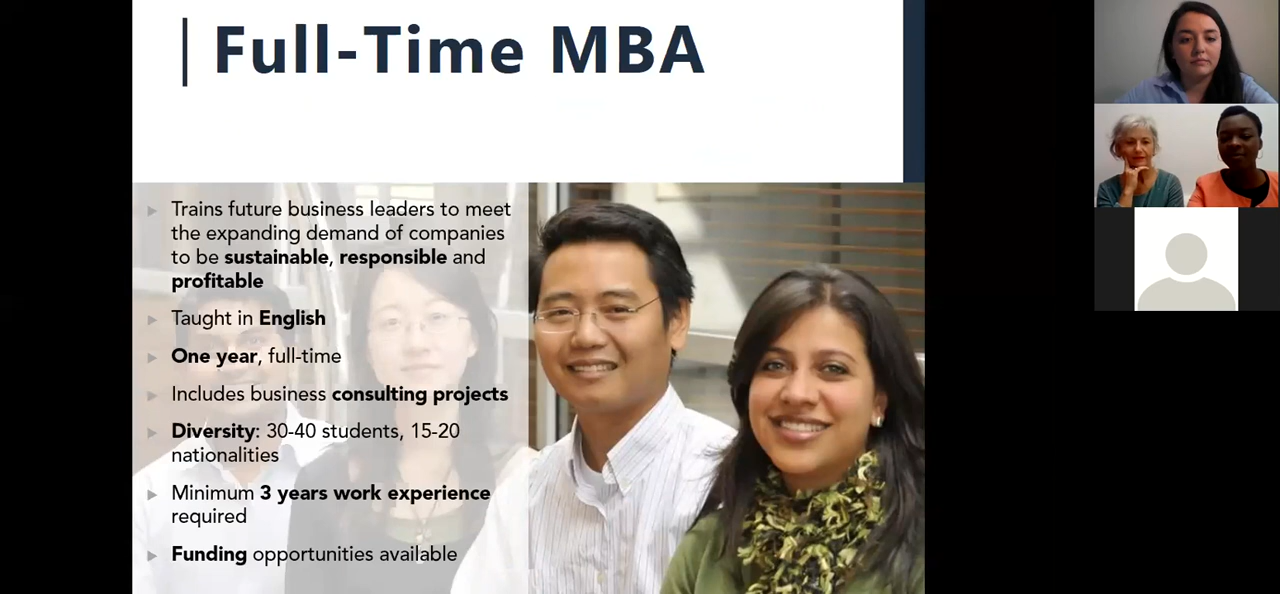 Full-Time MBA
Trains future business leaders to meet
the expanding demand of companies
to be sustainable, responsible and
profitable
Taught in English
One year, full-time
Includes business consulting projects
Diversity: 30-40 students, 15-20
nationalities
Minimum 3 years work experience
required
Funding opportunities available